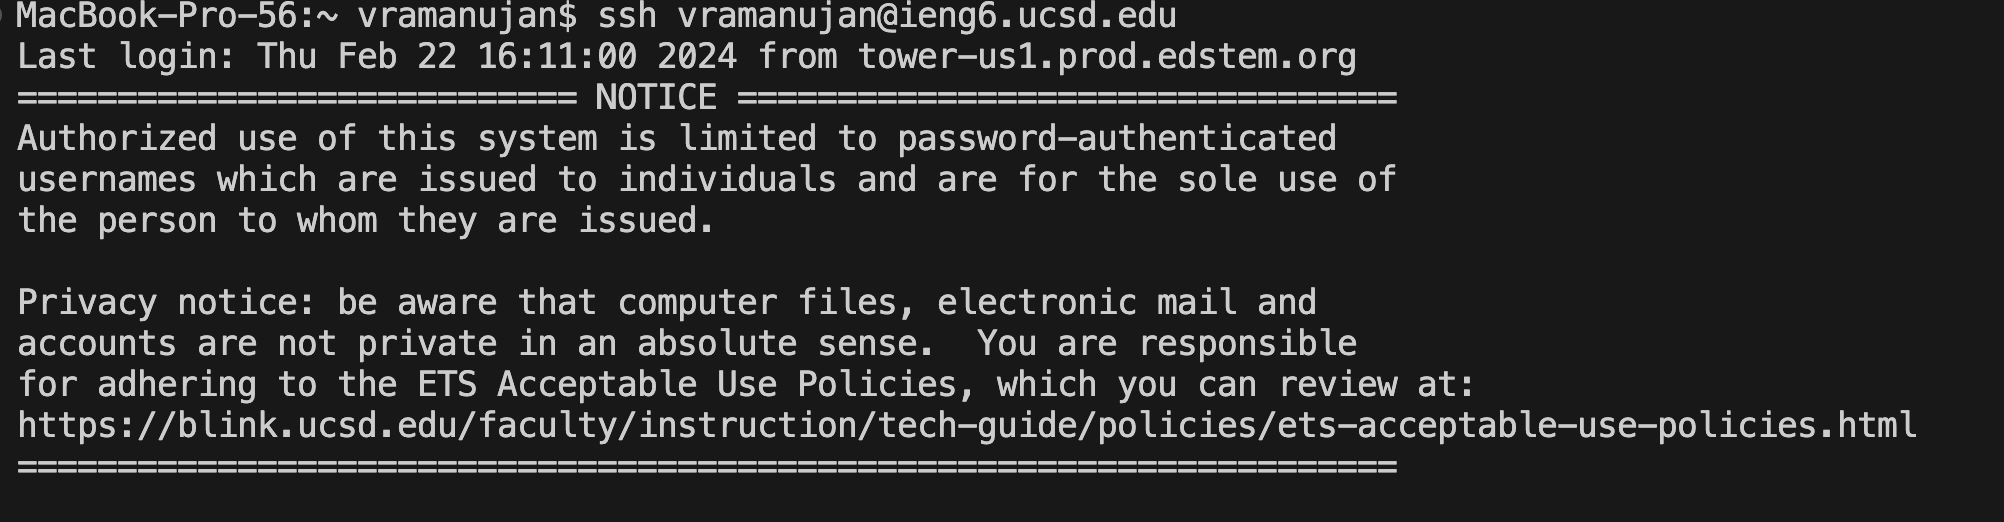 MacBook-Pro-56:~ vramanujan$ ssh vramanujan@ieng6.ucsd.edu
Last login: Thu Feb 22 16:11:00 2024 from tower-us1.prod.edstem.org
============================ NOTICE =================================
Authorized use of this system is limited to password-authenticated
usernames which are issued to individuals and are for the sole use of
the person to whom they are issued.

Privacy notice: be aware that computer files, electronic mail and
accounts are not private in an absolute sense.  You are responsible
for adhering to the ETS Acceptable Use Policies, which you can review at:
https://blink.ucsd.edu/faculty/instruction/tech-guide/policies/ets-acceptable-use-policies.html
=====================================================================